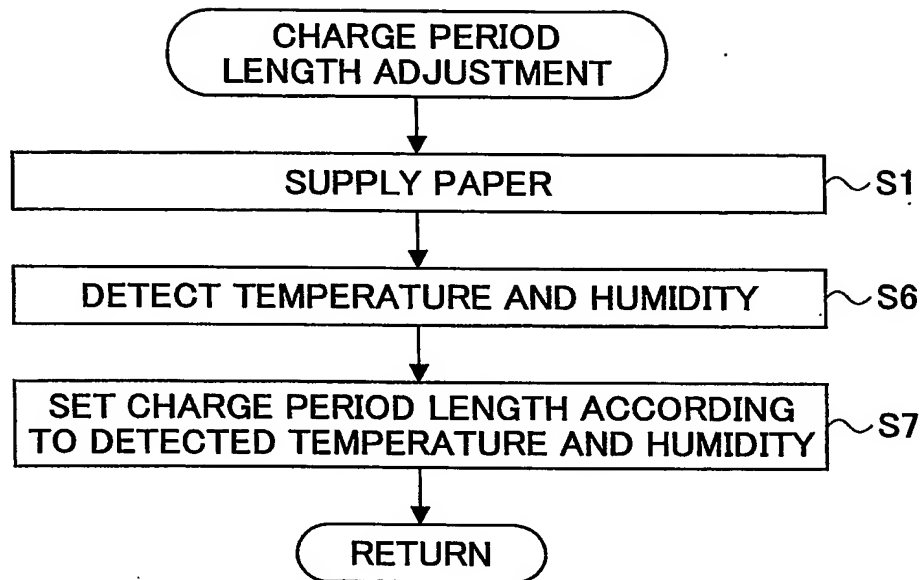 CHARGE PERIOD
LENGTH ADJUSTMENT
SUPPLY PAPER
S1
DETECT TEMPERATURE AND HUMIDITY
S6
SET CHARGE PERIOD LENGTH ACCORDING
TO DETECTED TEMPERATURE AND HUMIDITY
S7
RETURN